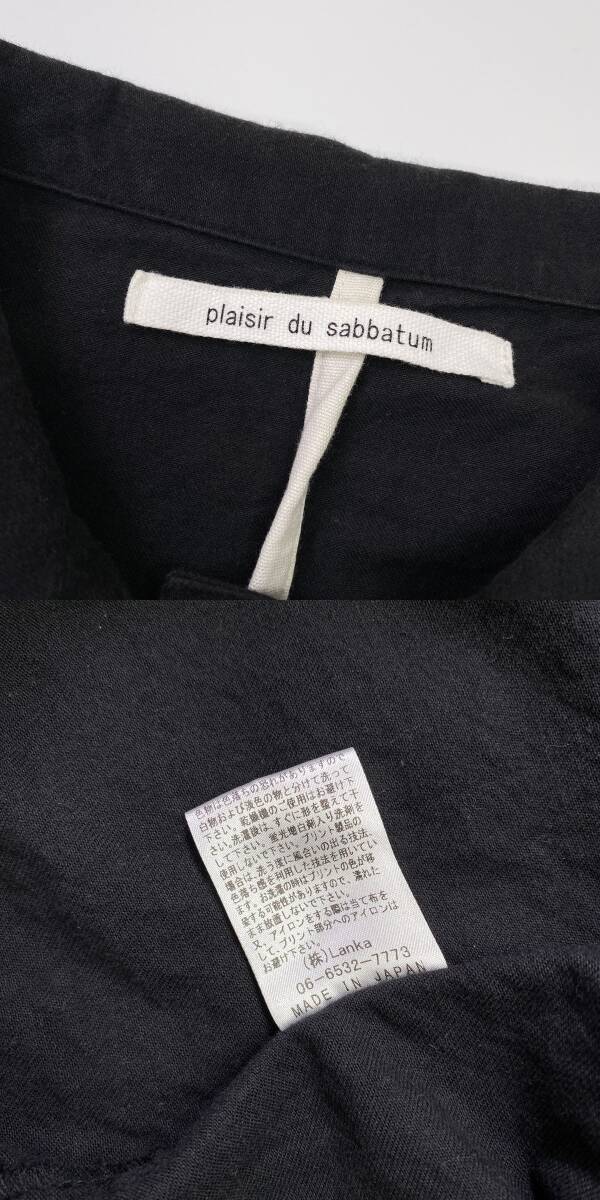 plaisir du sabbatum
色物は色落ちの恐れがありますので
白物および淡色の物と分けて洗って
下さい。乾燥機のご使用はお避け下
さい。洗濯後は、すぐに形を整えて干
して下さい。蛍光増白剤入り洗剤を
使用しないで下さい。プリント製品の
場合は、洗う度に風合いの出る技法、
色落ち感を利用した技法を用いてい
ます。お洗濯の時はプリントの色が移
染する可能性がありますので、濡れた
まま放置しないで下さい。
又、アイロンをする際は当て布を
して、プリント部分へのアイロンは
お避け下さい。
(株)Lanka
06-6532-7773
MADE IN JAPAN